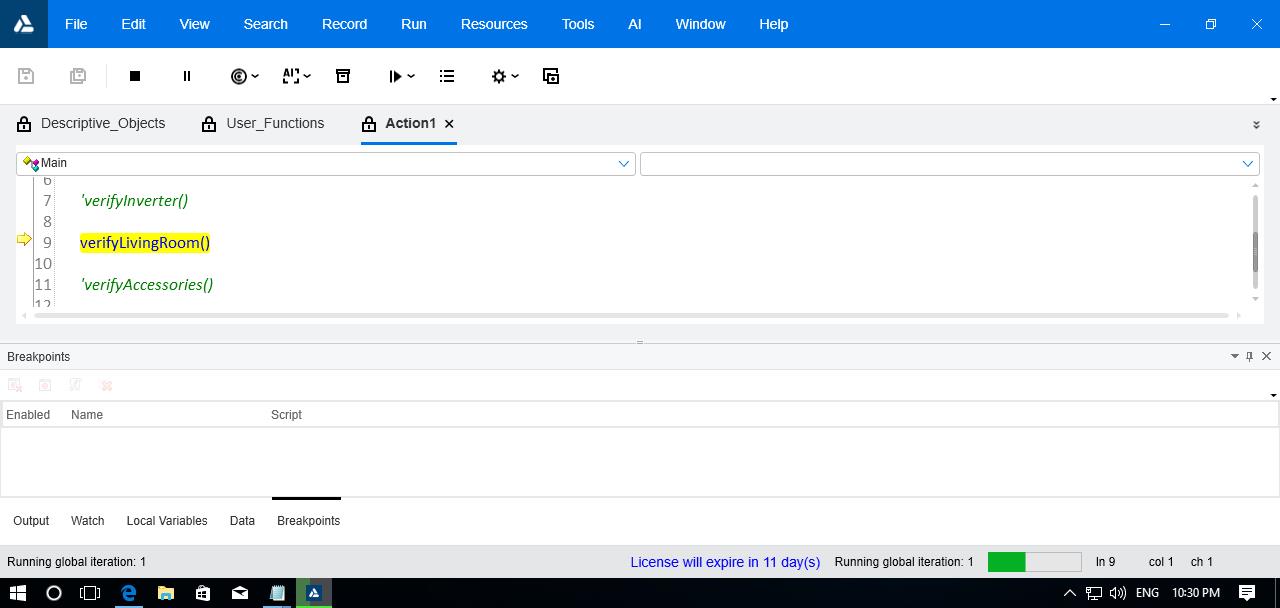 File Edit View Search Record Run Resources Tools AI Window Help
Descriptive_Objects User_Functions Action1
Main
6
7 'verifyInverter()
8
9 verifyLivingRoom()
10
11 'verifyAccessories()
12
Breakpoints
Enabled Name Script
Output Watch Local Variables Data Breakpoints
Running global iteration: 1 License will expire in 11 day(s) Running global iteration: 1 ln 9 col 1 ch 1
ENG 10:30 PM